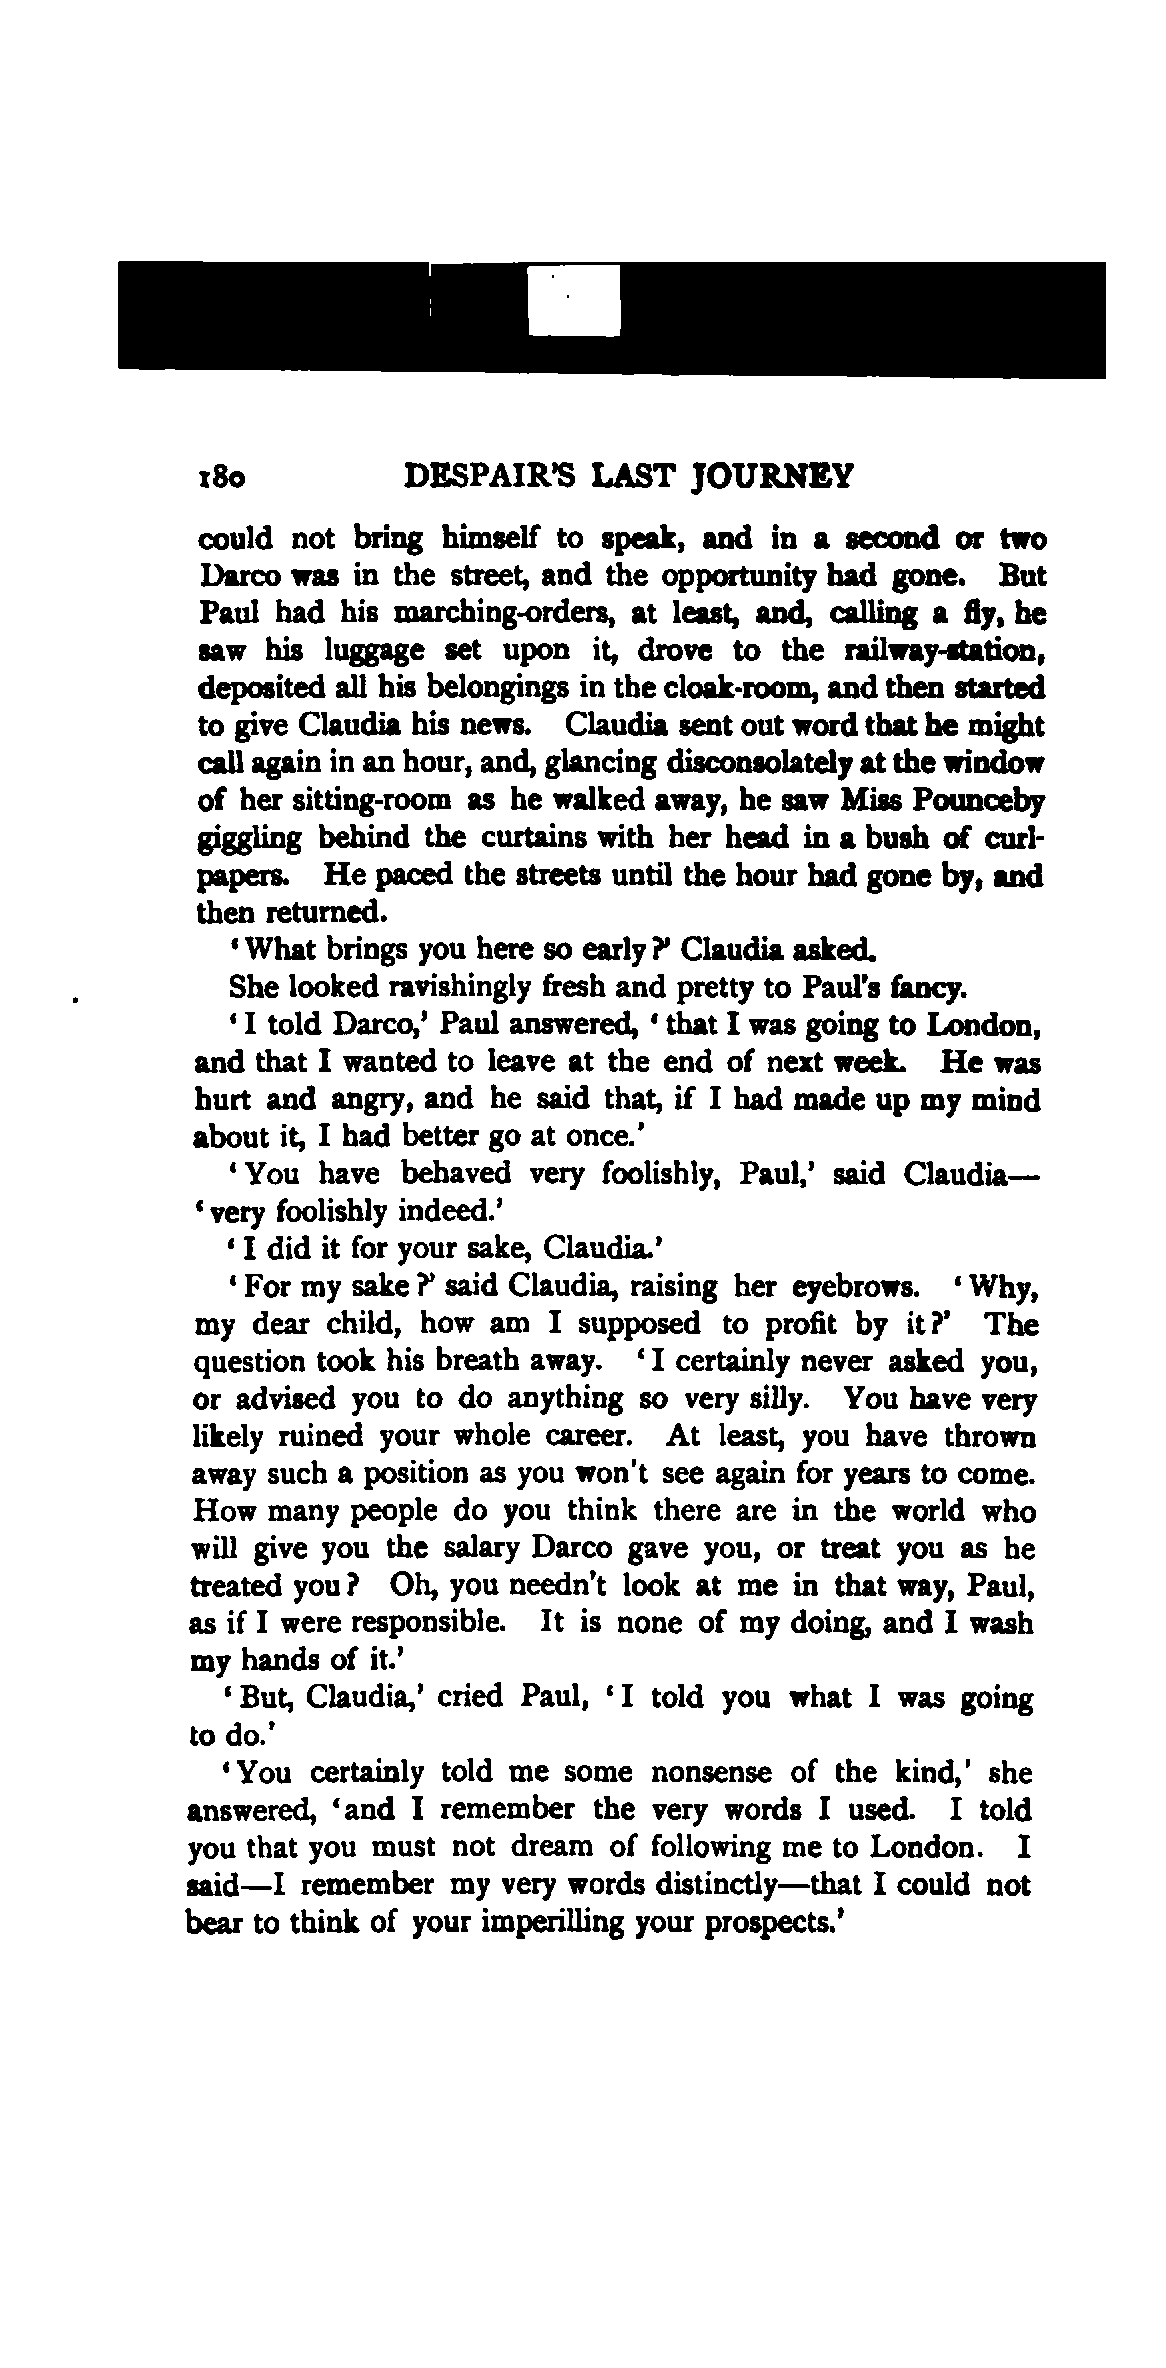 180 DESPAIR'S LAST JOURNEY
could not bring himself to speak, and in a second or two
Darco was in the street, and the opportunity had gone. But
Paul had his marching-orders, at least, and, calling a fly, he
saw his luggage set upon it, drove to the railway-station,
deposited all his belongings in the cloak-room, and then started
to give Claudia his news. Claudia sent out word that he might
call again in an hour, and, glancing disconsolately at the window
of her sitting-room as he walked away, he saw Miss Pounceby
giggling behind the curtains with her head in a bush of curl-
papers. He paced the streets until the hour had gone by, and
then returned.
‘What brings you here so early?’ Claudia asked.
She looked ravishingly fresh and pretty to Paul's fancy.
‘I told Darco,’ Paul answered, ‘that I was going to London,
and that I wanted to leave at the end of next week. He was
hurt and angry, and he said that, if I had made up my mind
about it, I had better go at once.’
‘You have behaved very foolishly, Paul,’ said Claudia—
‘very foolishly indeed.’
‘I did it for your sake, Claudia.’
‘For my sake?’ said Claudia, raising her eyebrows. ‘Why,
my dear child, how am I supposed to profit by it?’ The
question took his breath away. ‘I certainly never asked you,
or advised you to do anything so very silly. You have very
likely ruined your whole career. At least, you have thrown
away such a position as you won't see again for years to come.
How many people do you think there are in the world who
will give you the salary Darco gave you, or treat you as he
treated you? Oh, you needn't look at me in that way, Paul,
as if I were responsible. It is none of my doing, and I wash
my hands of it.’
‘But, Claudia,’ cried Paul, ‘I told you what I was going
to do.’
‘You certainly told me some nonsense of the kind,’ she
answered, ‘and I remember the very words I used. I told
you that you must not dream of following me to London. I
said—I remember my very words distinctly—that I could not
bear to think of your imperilling your prospects.’